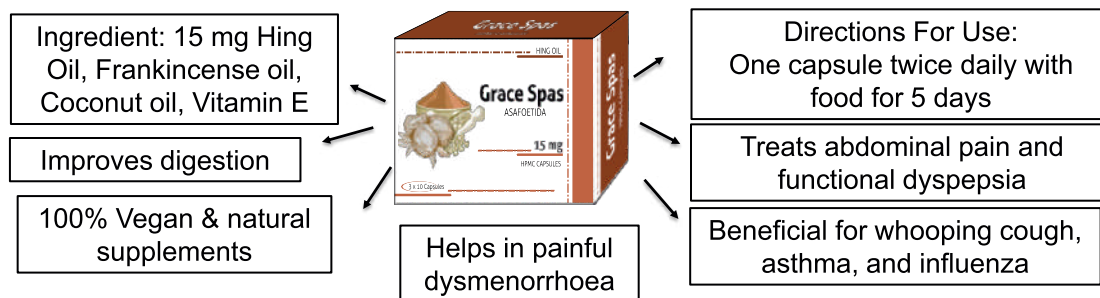 Ingredient: 15 mg Hing
Oil, Frankincense oil,
Coconut oil, Vitamin E
Improves digestion
100% Vegan & natural
supplements
Grace Spas
HING OIL
Grace Spas
ASAFOETIDA
15 mg
HPMC CAPSULES
3 x 10 Capsules
Grace Spas
Helps in painful
dysmenorrhoea
Directions For Use:
One capsule twice daily with
food for 5 days
Treats abdominal pain and
functional dyspepsia
Beneficial for whooping cough,
asthma, and influenza